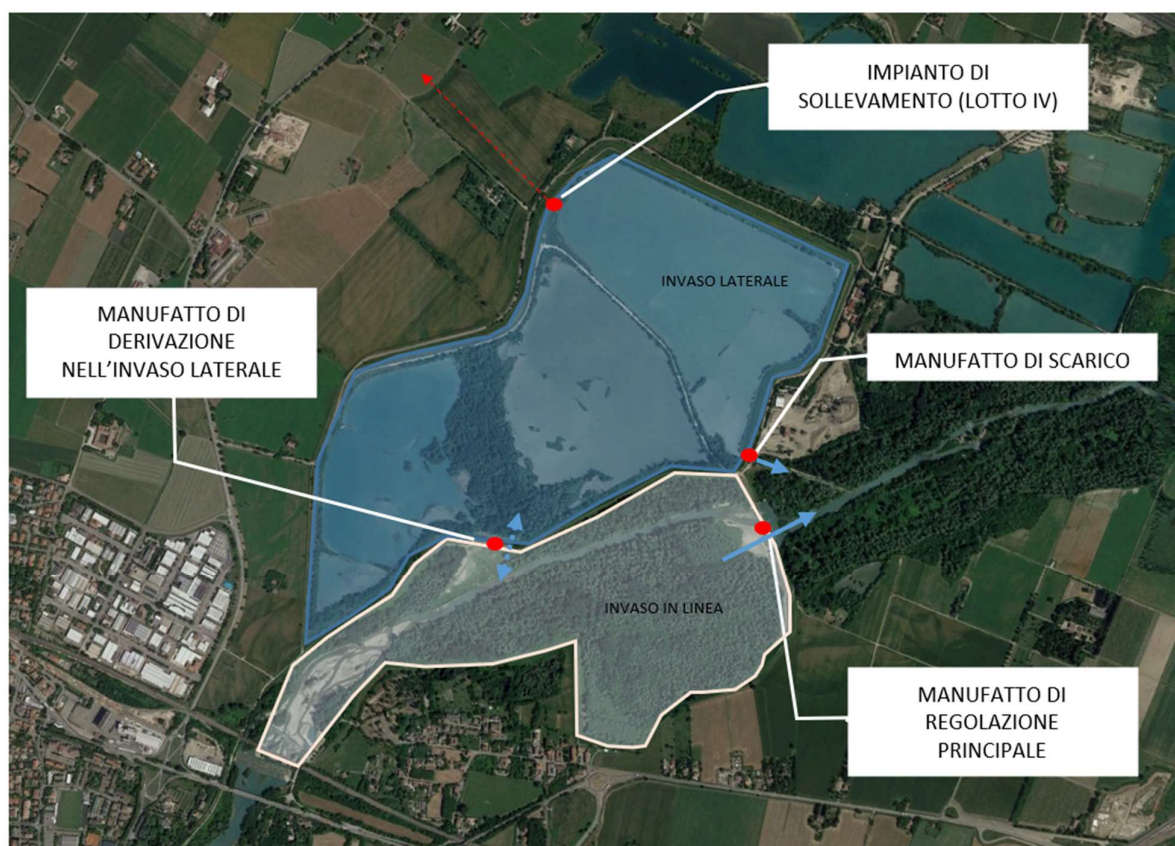 IMPIANTO DI
SOLLEVAMENTO (LOTTO IV)
INVASO LATERALE
MANUFATTO DI
DERIVAZIONE
NELL'INVASO LATERALE
MANUFATTO DI SCARICO
INVASO IN LINEA
MANUFATTO DI
REGOLAZIONE
PRINCIPALE